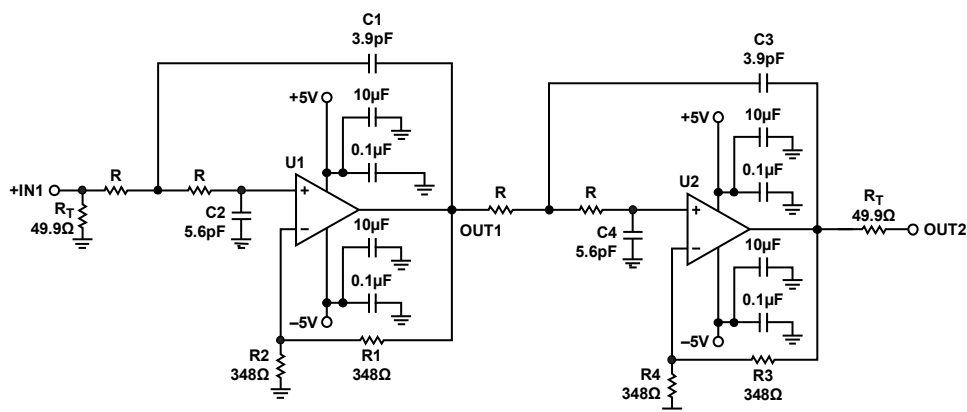 C1
3.9pF
C3
3.9pF
+5V
10µF
0.1µF
U1
+IN1
R
R
+
–
RT
49.9Ω
C2
5.6pF
10µF
0.1µF
–5V
R2
348Ω
R1
348Ω
OUT1
R
R
+5V
10µF
0.1µF
U2
+
–
C4
5.6pF
RT
49.9Ω
OUT2
10µF
0.1µF
–5V
R4
348Ω
R3
348Ω